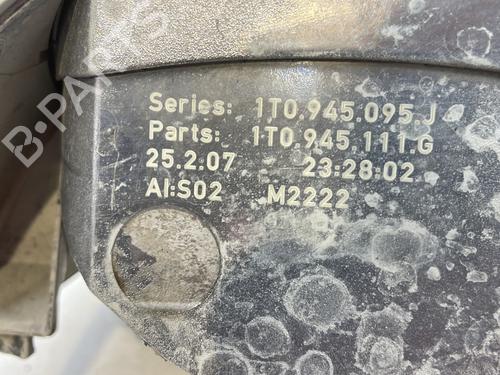 B-PARTS
Series: 1T0.945.095.J
Parts: 1T0.945.111.G
25.2.07 23:28:02
AI:S02 M2222